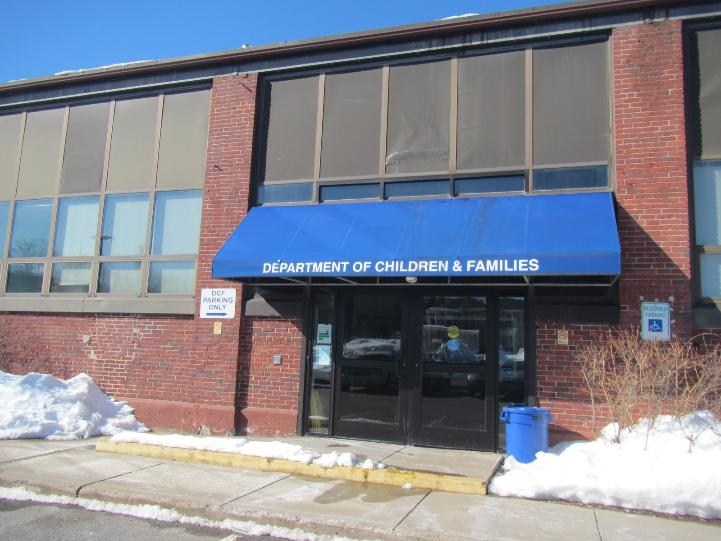 DEPARTMENT OF CHILDREN & FAMILIES
DCF
PARKING
ONLY
RESERVED
PARKING